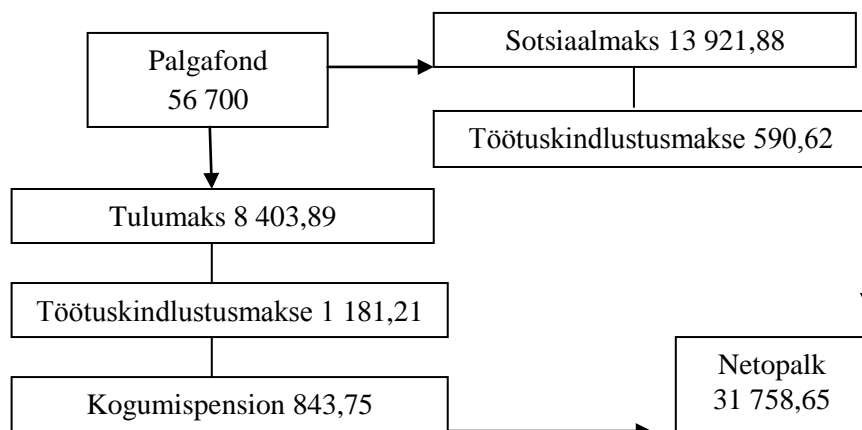 Palgafond
56 700
Sotsiaalmaks 13 921,88
Töötuskindlustusmakse 590,62
Tulumaks 8 403,89
Töötuskindlustusmakse 1 181,21
Kogumispension 843,75
Netopalk
31 758,65